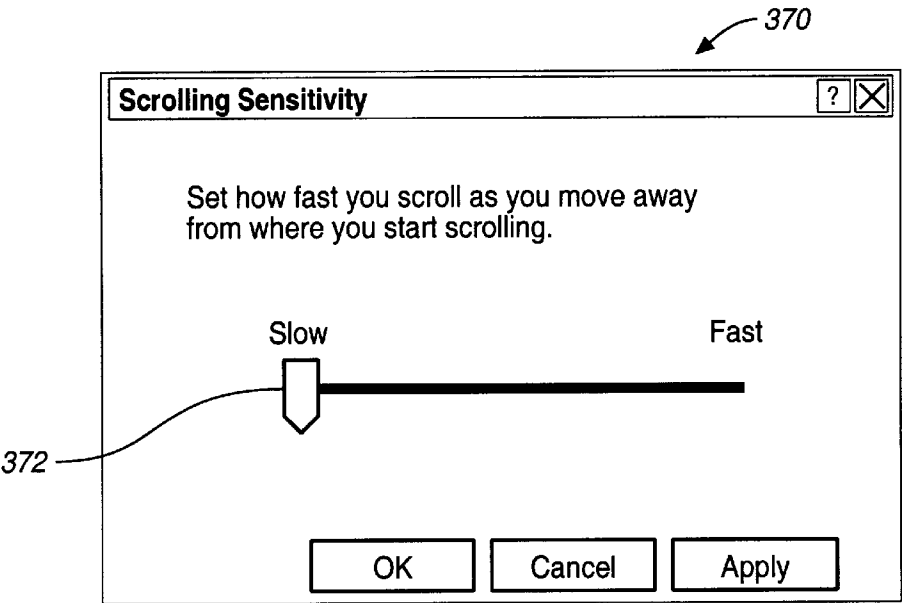 370
Scrolling Sensitivity ?
Set how fast you scroll as you move away
from where you start scrolling.
Slow Fast
372
OK Cancel Apply